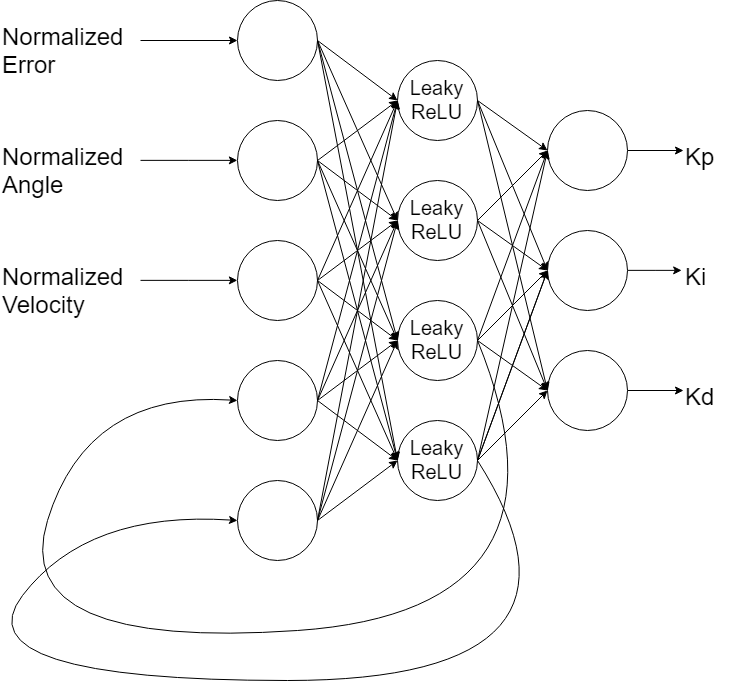 Normalized
Error
Normalized
Angle
Normalized
Velocity
Leaky
ReLU
Leaky
ReLU
Leaky
ReLU
Leaky
ReLU
Kp
Ki
Kd